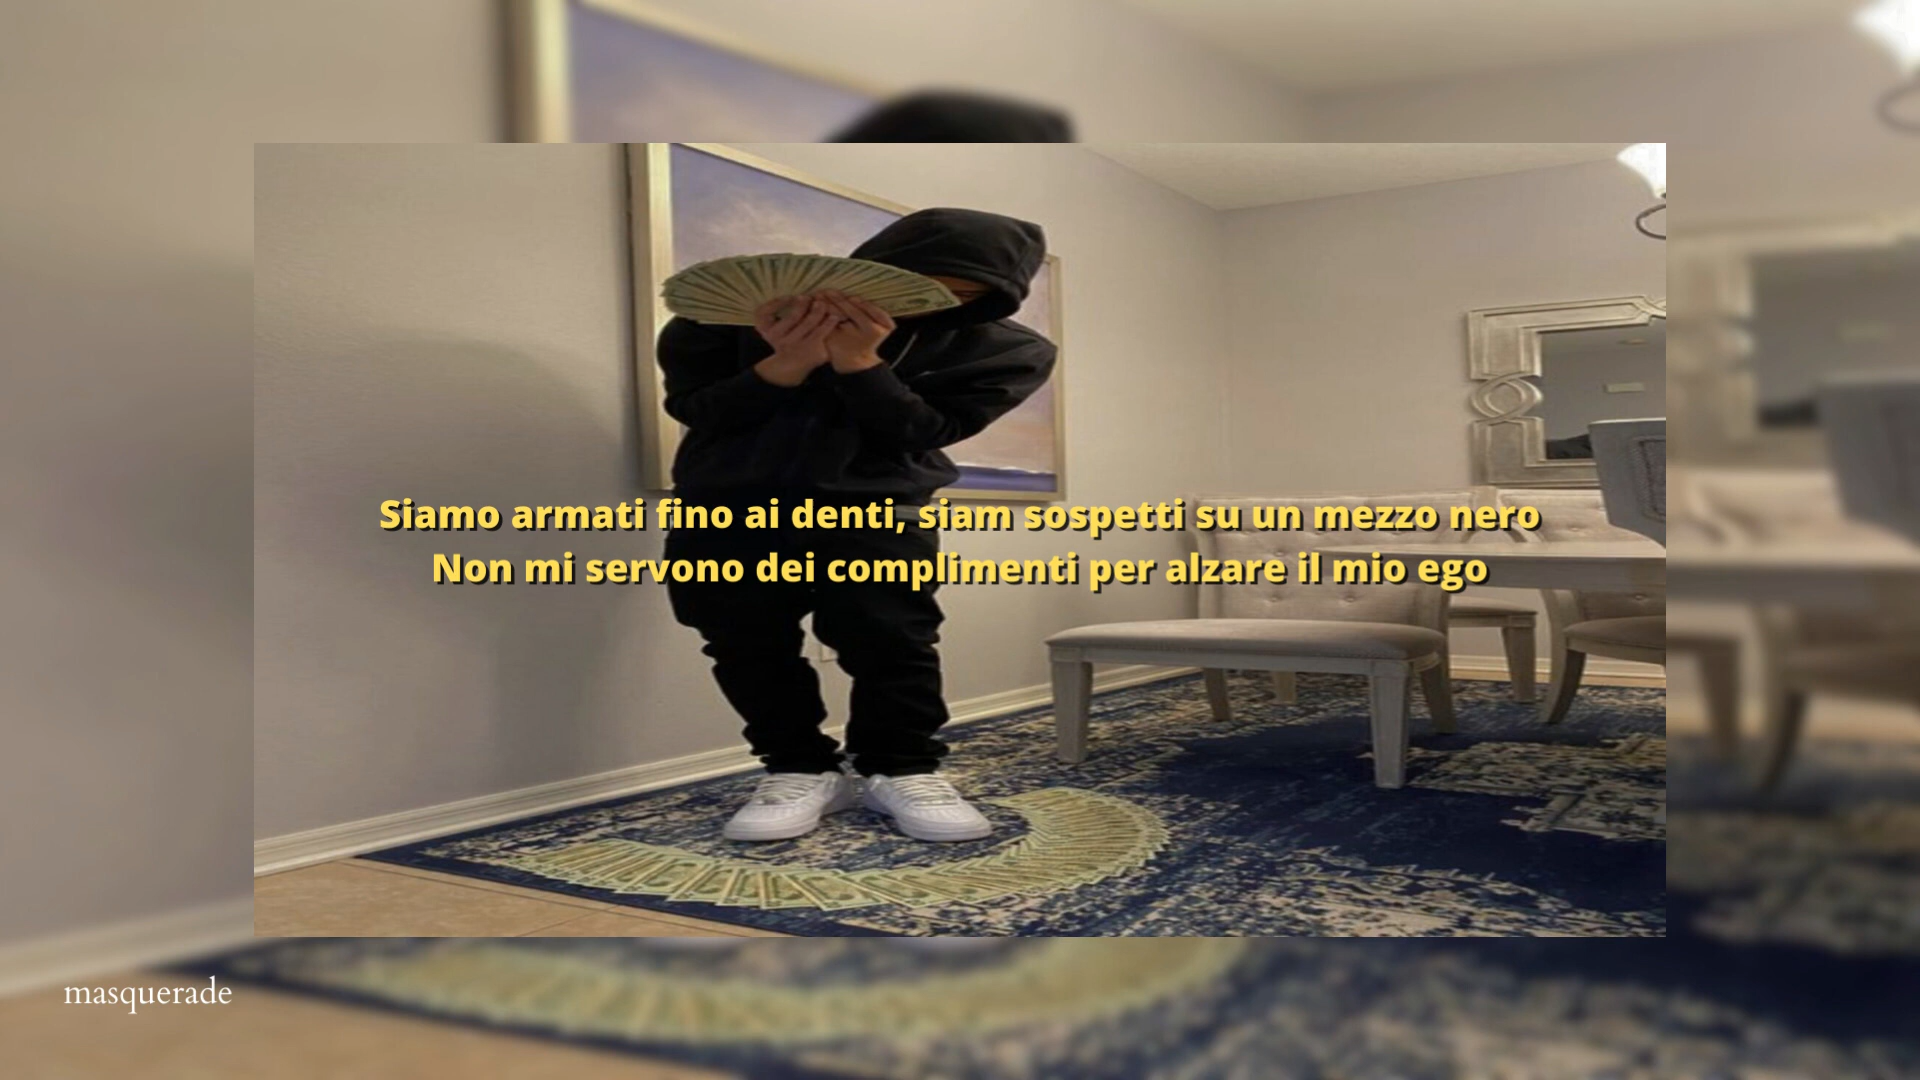 Siamo armati fino ai denti, siam sospetti su un mezzo nero
Non mi servono dei complimenti per alzare il mio ego
masquerade